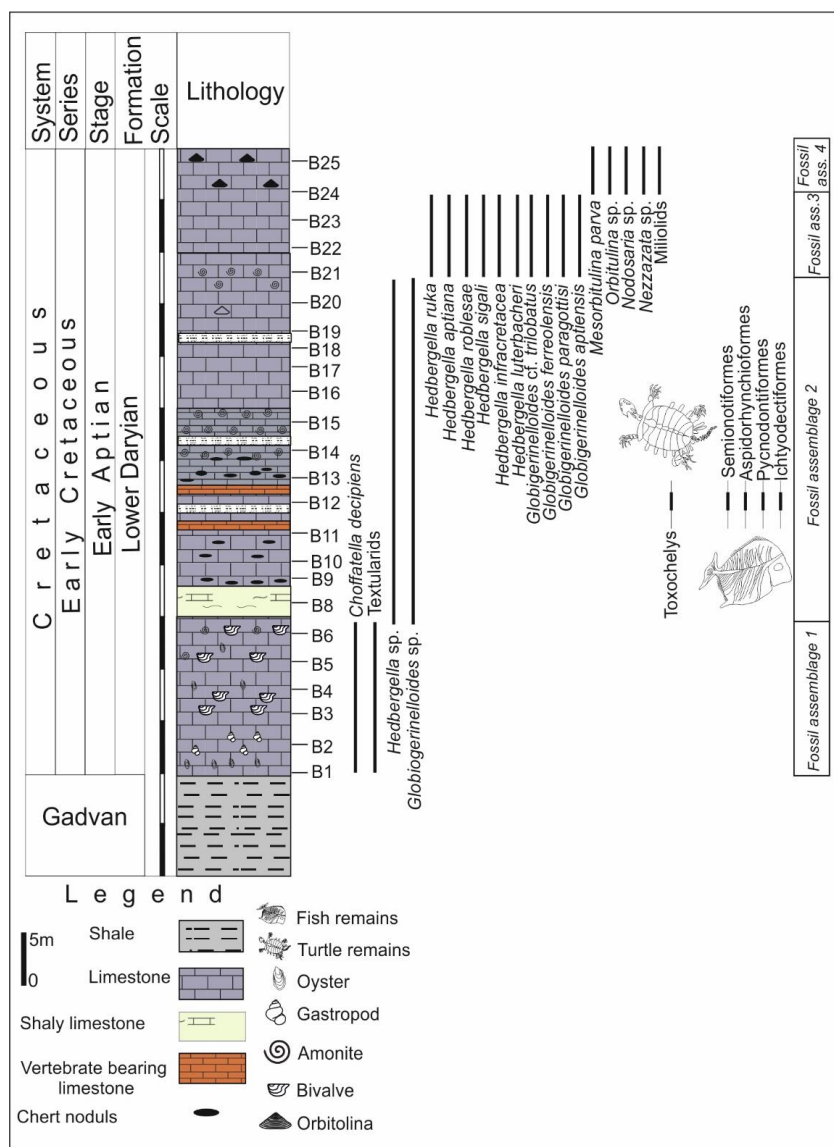 System
Series
Stage
Formation
Scale
Lithology
Cretaceous
Early Cretaceous
Early Aptian
Lower Daryian
Gadvan
B25
B24
B23
B22
B21
B20
B19
B18
B17
B16
B15
B14
B13
B12
B11
B10
B9
B8
B6
B5
B4
B3
B2
B1
Choffatella decipiens
Textularids
Hedbergella sp.
Globiogerinelloides sp.
Hedbergella ruka
Hedbergella aptiana
Hedbergella roblesae
Hedbergella sigali
Hedbergella infracretacea
Hedbergella luterbacheri
Globigerinelloides cf. trilobatus
Globigerinelloides ferreolensis
Globigerinelloides paragottisi
Globigerinelloides aptiensis
Mesorbitulina parva
Orbitulina sp.
Nodosaria sp.
Nezzazata sp.
Miliolids
Toxochelys
Semionotiformes
Aspidorhynchioformes
Pycnodontiformes
Ichtyodectiformes
Fossil
ass. 4
Fossil ass.3
Fossil assemblage 2
Fossil assemblage 1
Legend
5m
0
Shale
Limestone
Shaly limestone
Vertebrate bearing
limestone
Chert noduls
Fish remains
Turtle remains
Oyster
Gastropod
Amonite
Bivalve
Orbitolina